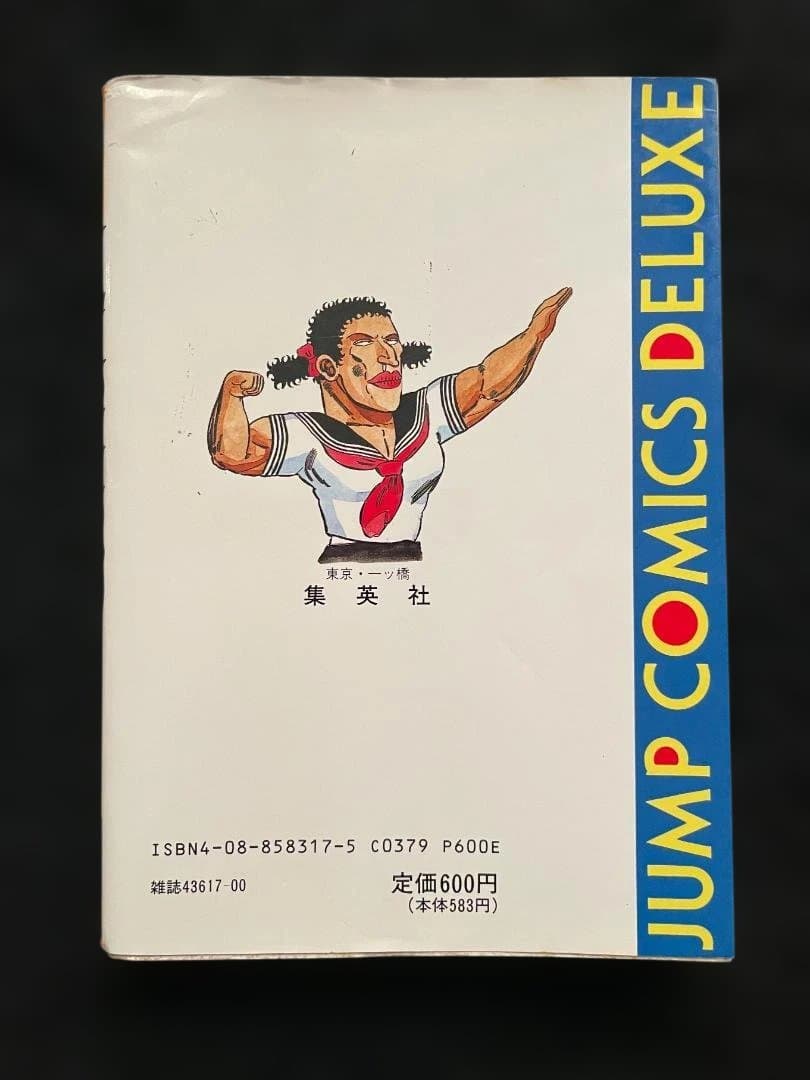 JUMP COMICS DELUXE
東京・一ッ橋
集英社
ISBN4-08-858317-5 C0379 P600E
雑誌43617-00
定価600円
(本体583円)